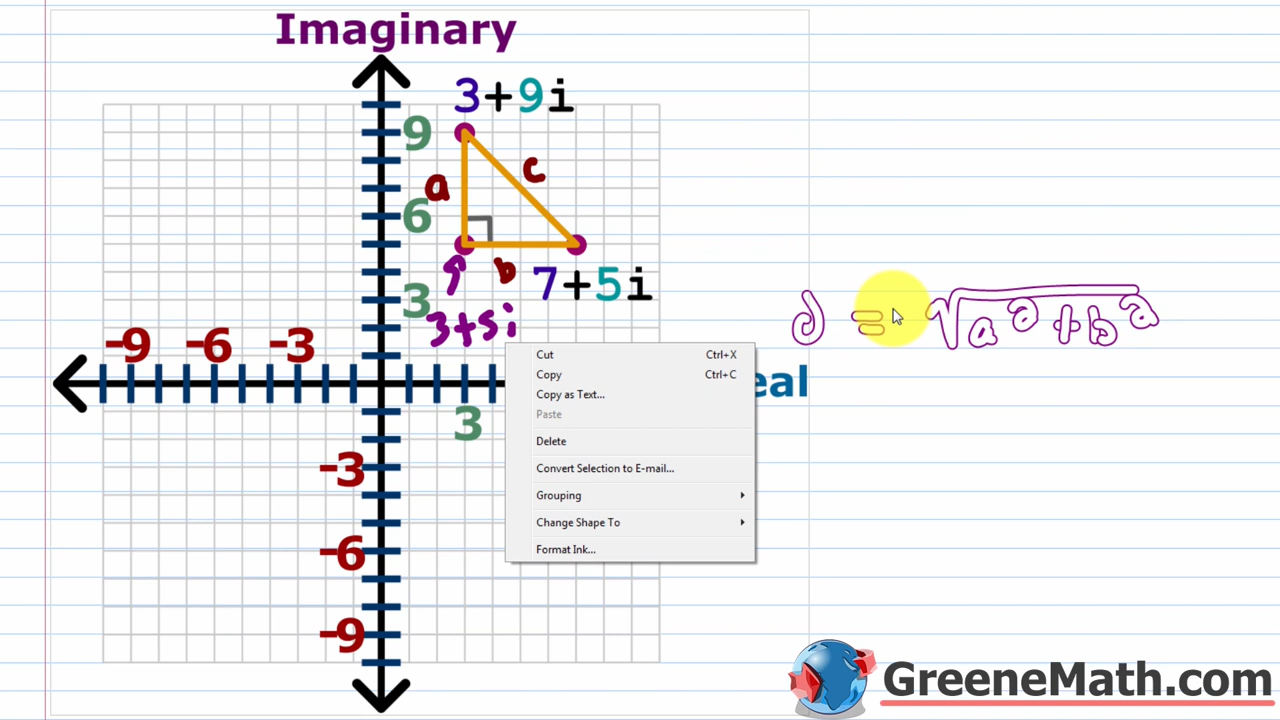 Imaginary
3+9i
9
c
a
6
b
7+5i
3
3+5i
d = √a² + b²
-9 -6 -3
Real
3
-3
-6
-9
Cut Ctrl+X
Copy Ctrl+C
Copy as Text...
Paste
Delete
Convert Selection to E-mail...
Grouping
Change Shape To
Format Ink...
GreeneMath.com